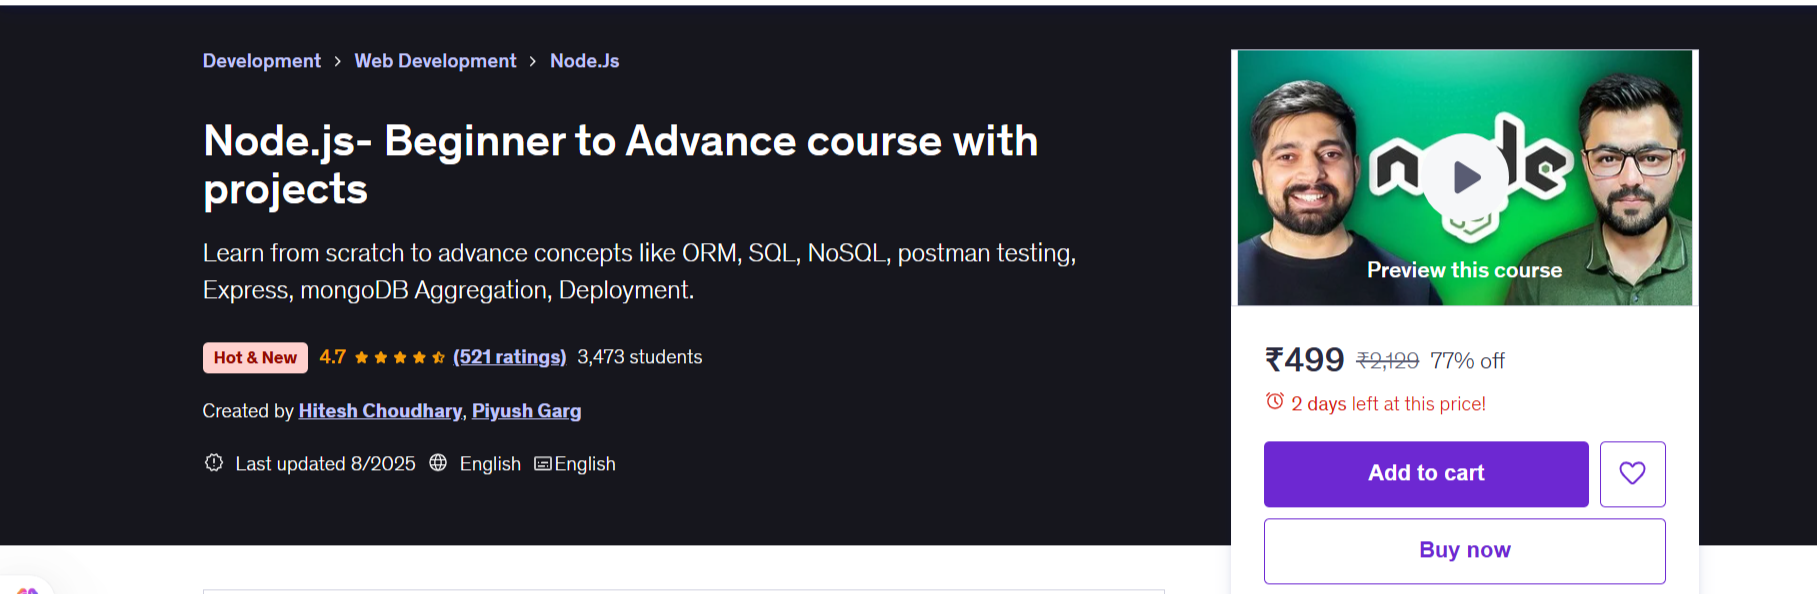 Development > Web Development > Node.Js
Node.js- Beginner to Advance course with
projects
Learn from scratch to advance concepts like ORM, SQL, NoSQL, postman testing,
Express, mongoDB Aggregation, Deployment.
Hot & New 4.7 (521 ratings) 3,473 students
Created by Hitesh Choudhary, Piyush Garg
Last updated 8/2025 English English
Preview this course
₹499 ₹2,129 77% off
2 days left at this price!
Add to cart
Buy now